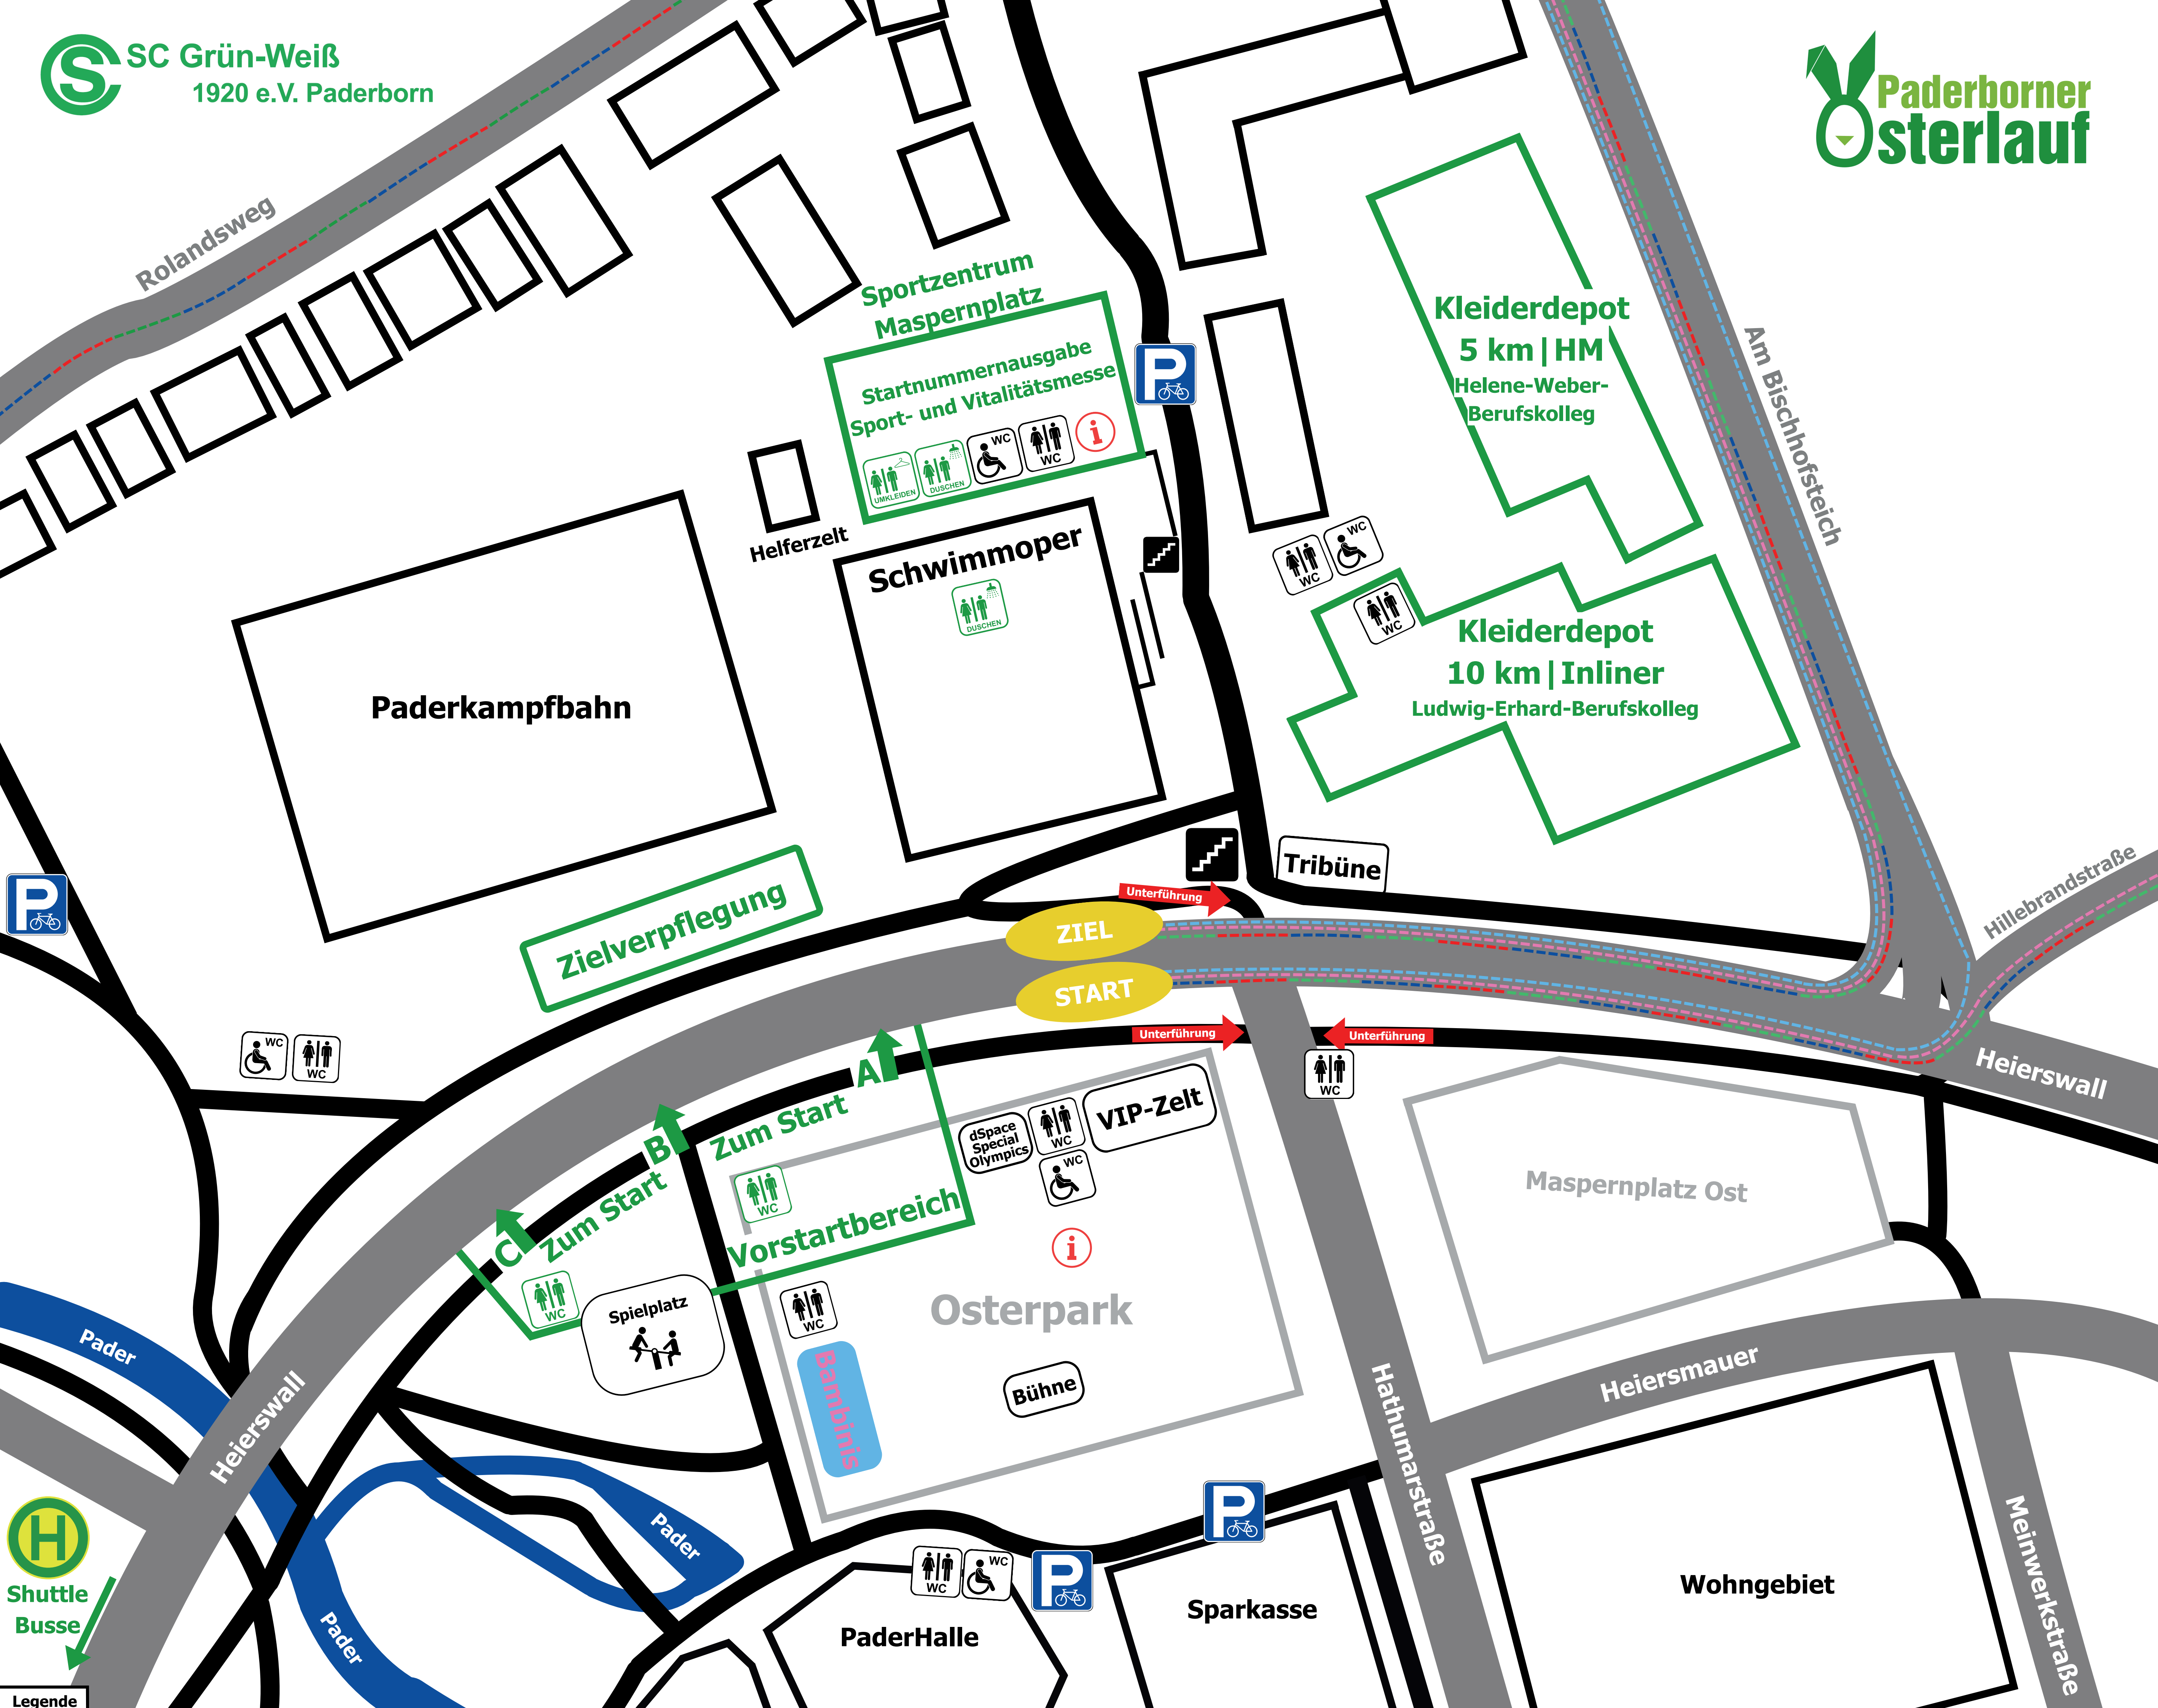 SC Grün-Weiß
1920 e.V. Paderborn
Paderborner
Osterlauf
Rolandsweg
Am Bischhofsteich
Sportzentrum
Maspernplatz
Startnummernausgabe
Sport- und Vitalitätsmesse
UMKLEIDEN
DUSCHEN
WC
WC
i
P
Kleiderdepot
5 km|HM
Helene-Weber-
Berufskolleg
Helferzelt
Schwimmoper
DUSCHEN
WC
WC
WC
Kleiderdepot
10 km|Inliner
Ludwig-Erhard-Berufskolleg
Paderkampfbahn
P
Zielverpflegung
Tribüne
Unterführung
ZIEL
START
Hillebrandstraße
Unterführung
Unterführung
WC
WC
WC
Heierswall
A
Zum Start
B
Zum Start
C
WC
Vorstartbereich
dSpace
Special
Olympics
WC
VIP-Zelt
WC
i
Maspernplatz Ost
WC
Spielplatz
WC
Osterpark
Bambinis
Bühne
Pader
Heierswall
Hathumarstraße
Heiersmauer
Meinwerkstraße
H
Shuttle
Busse
Pader
Pader
P
WC
WC
P
PaderHalle
Sparkasse
Wohngebiet
Legende